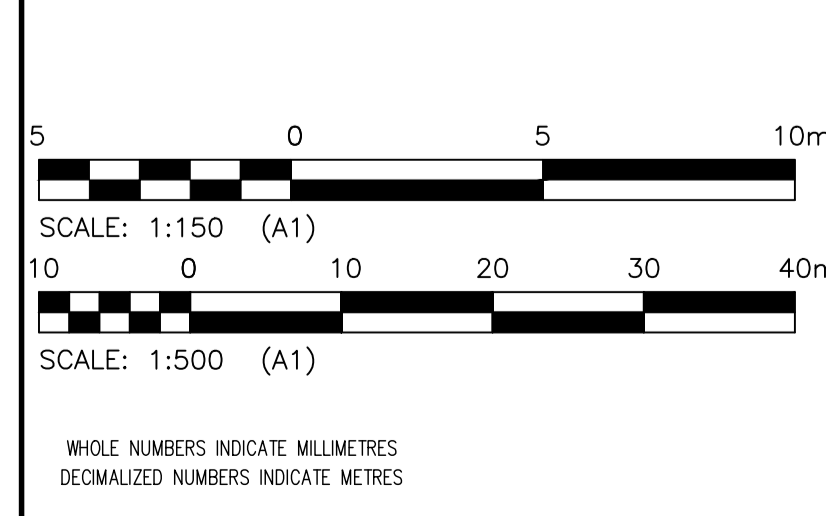 5 0 5 10m
SCALE: 1:150 (A1)
10 0 10 20 30 40m
SCALE: 1:500 (A1)
WHOLE NUMBERS INDICATE MILLIMETRES
DECIMALIZED NUMBERS INDICATE METRES